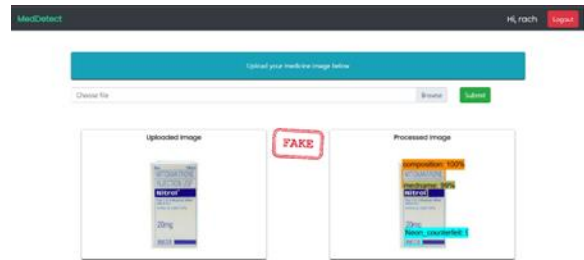 MedDetect
Hi, rach
Logout
Upload your medicine image below
Choose file
Browse
Submit
Uploaded Image
FAKE
Processed Image
composition: 100%
medname: 99%
Nitrol
Nitrol
20mg
20mg
Neon_counterfeit: 1